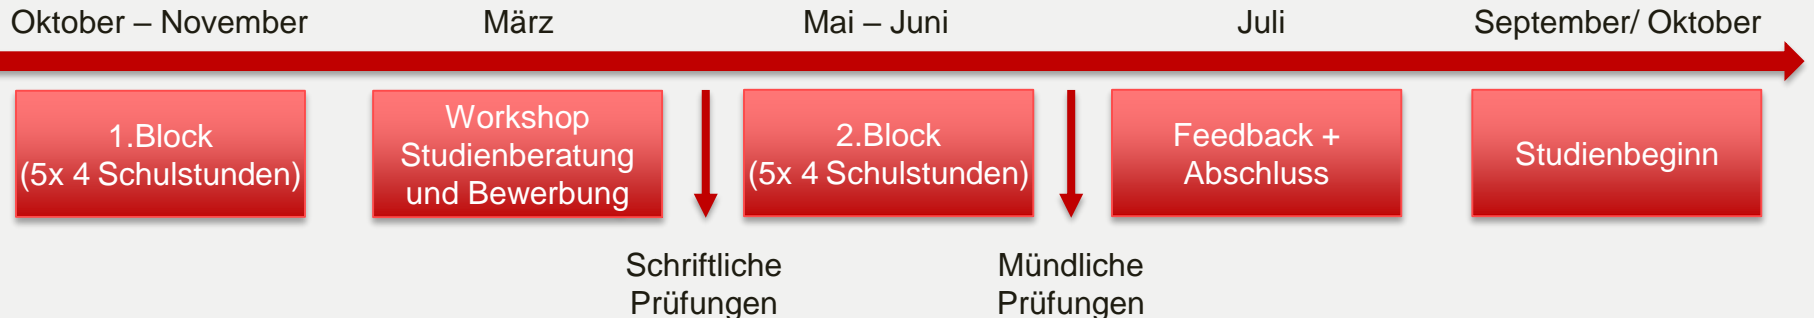 Oktober – November
März
Mai – Juni
Juli
September/ Oktober
1.Block
(5x 4 Schulstunden)
Workshop
Studienberatung
und Bewerbung
2.Block
(5x 4 Schulstunden)
Feedback +
Abschluss
Studienbeginn
Schriftliche
Prüfungen
Mündliche
Prüfungen